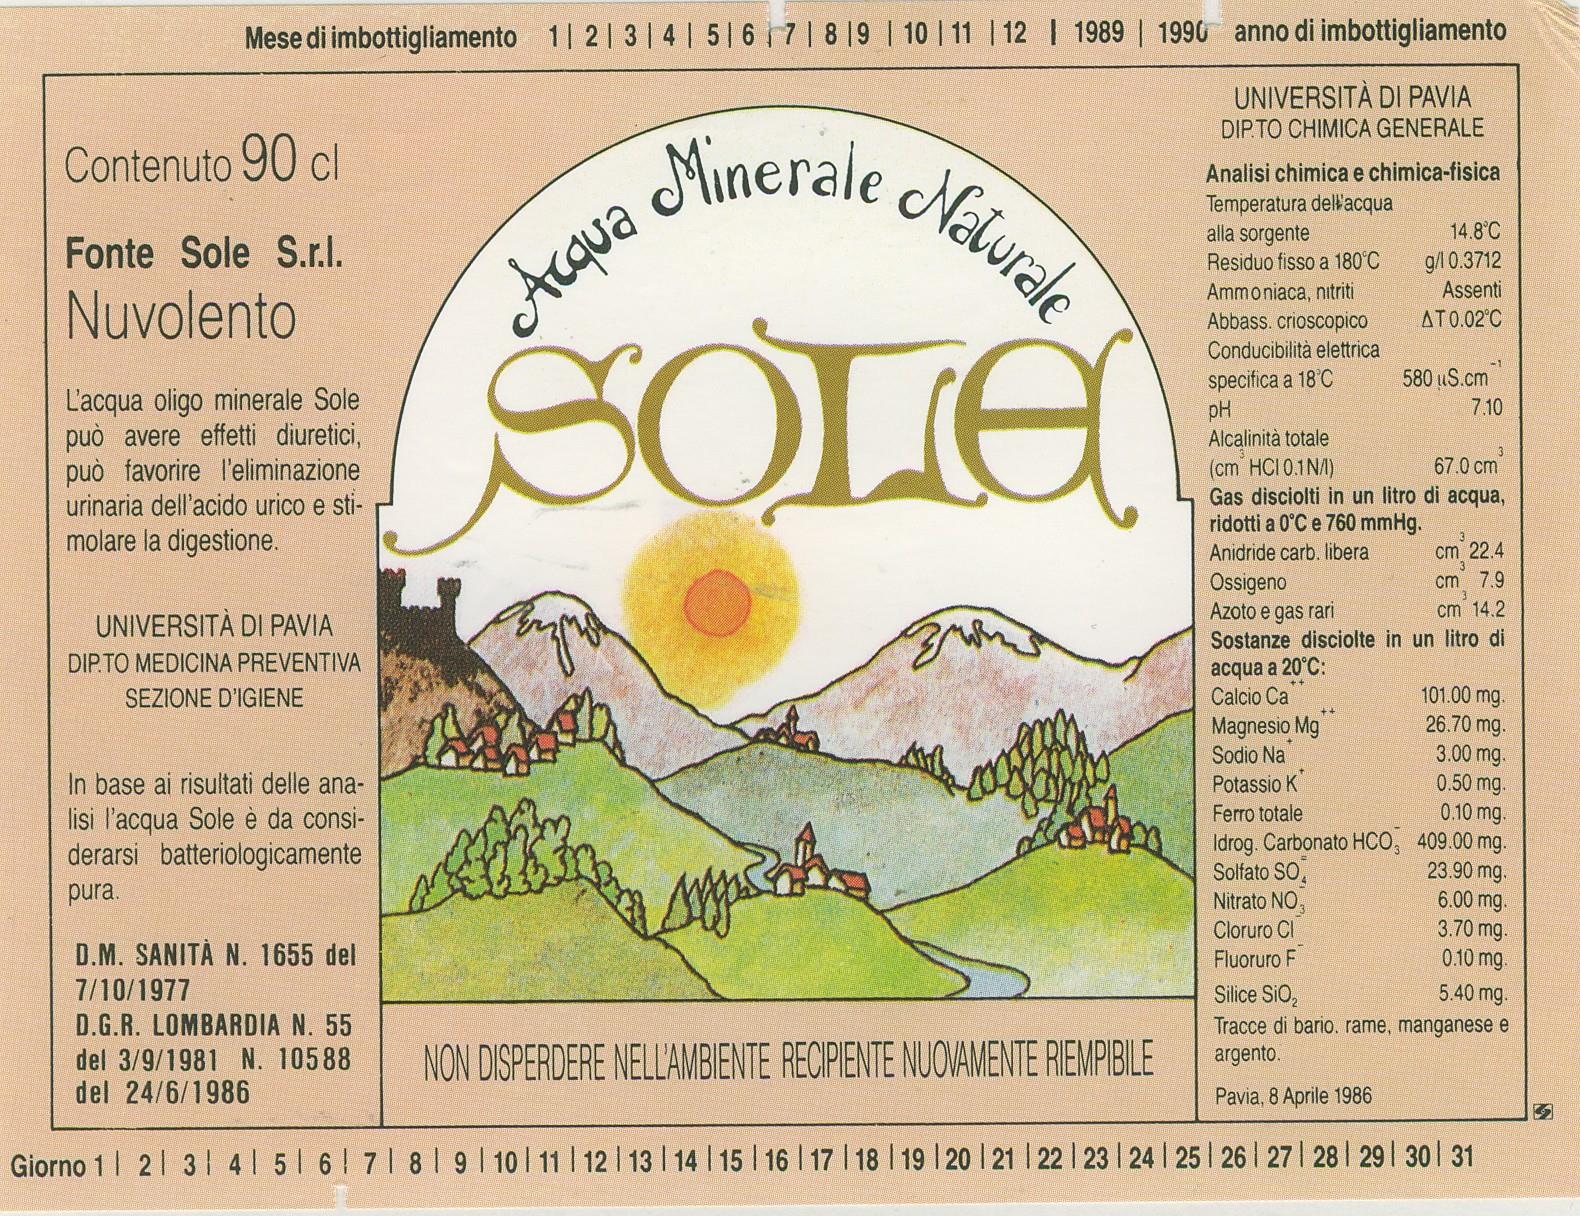 Mese di imbottigliamento 1 | 2 | 3 | 4 | 5 | 6 | 7 | 8 | 9 | 10 | 11 | 12 | 1989 | 1990 anno di imbottigliamento
Contenuto 90 cl
Fonte Sole S.r.l.
Nuvolento
L'acqua oligo minerale Sole
può avere effetti diuretici,
può favorire l'eliminazione
urinaria dell'acido urico e sti-
molare la digestione.
UNIVERSITÀ DI PAVIA
DIP.TO MEDICINA PREVENTIVA
SEZIONE D'IGIENE
In base ai risultati delle ana-
lisi l'acqua Sole è da consi-
derarsi batteriologicamente
pura.
D.M. SANITÀ N. 1655 del
7/10/1977
D.G.R. LOMBARDIA N. 55
del 3/9/1981 N. 10588
del 24/6/1986
Acqua Minerale Naturale
SOLE
NON DISPERDERE NELL'AMBIENTE RECIPIENTE NUOVAMENTE RIEMPIBILE
UNIVERSITÀ DI PAVIA
DIP.TO CHIMICA GENERALE
Analisi chimica e chimica-fisica
Temperatura dell'acqua
alla sorgente 14.8°C
Residuo fisso a 180°C g/l 0.3712
Ammoniaca, nitriti Assenti
Abbass. crioscopico ΔT 0.02°C
Conducibilità elettrica
specifica a 18°C 580 µS.cm⁻¹
pH 7.10
Alcalinità totale
(cm³ HCl 0.1 N/l) 67.0 cm³
Gas disciolti in un litro di acqua,
ridotti a 0°C e 760 mmHg.
Anidride carb. libera cm³ 22.4
Ossigeno cm³ 7.9
Azoto e gas rari cm³ 14.2
Sostanze disciolte in un litro di
acqua a 20°C:
Calcio Ca⁺⁺ 101.00 mg.
Magnesio Mg⁺⁺ 26.70 mg.
Sodio Na⁺ 3.00 mg.
Potassio K⁺ 0.50 mg.
Ferro totale 0.10 mg.
Idrog. Carbonato HCO₃⁻ 409.00 mg.
Solfato SO₄⁼ 23.90 mg.
Nitrato NO₃⁻ 6.00 mg.
Cloruro Cl⁻ 3.70 mg.
Fluoruro F⁻ 0.10 mg.
Silice SiO₂ 5.40 mg.
Tracce di bario. rame, manganese e
argento.
Pavia, 8 Aprile 1986
Giorno 1 | 2 | 3 | 4 | 5 | 6 | 7 | 8 | 9 | 10 | 11 | 12 | 13 | 14 | 15 | 16 | 17 | 18 | 19 | 20 | 21 | 22 | 23 | 24 | 25 | 26 | 27 | 28 | 29 | 30 | 31